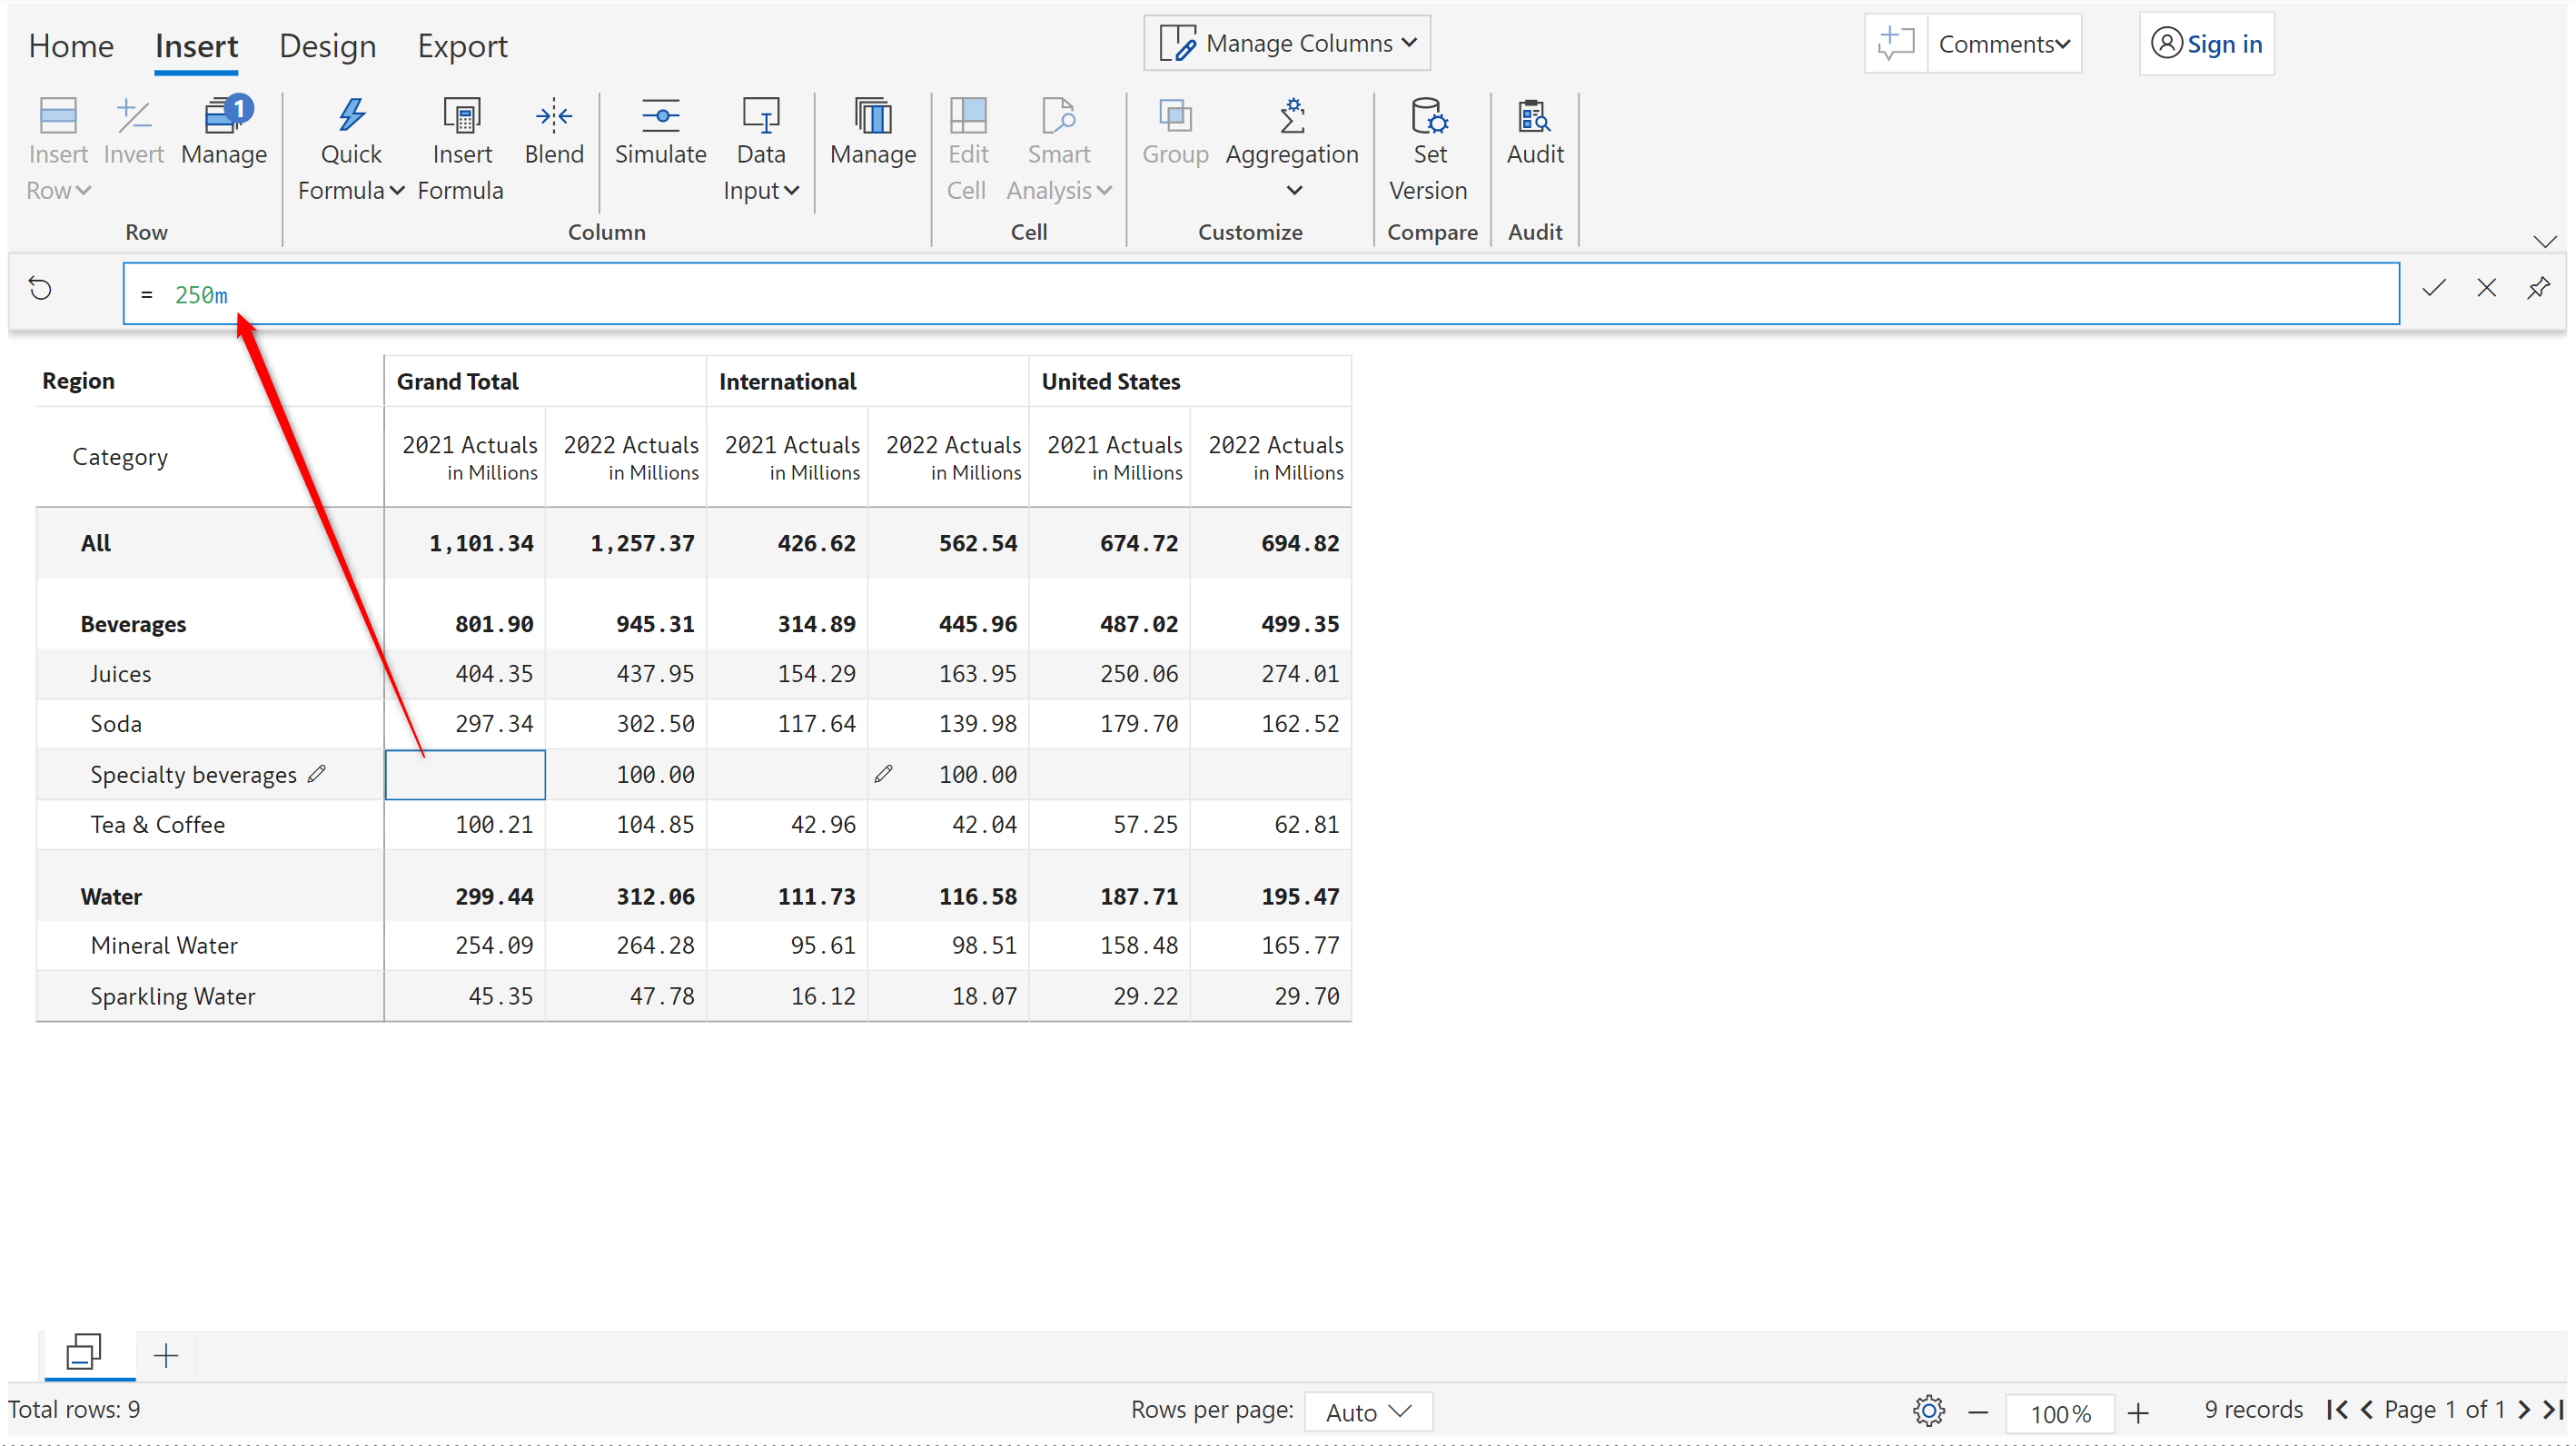 Home Insert Design Export Manage Columns Comments Sign in
1
Insert Invert Manage Quick Insert Blend Simulate Data Manage Edit Smart Group Aggregation Set Audit
Row Formula Formula Input Cell Analysis Version
Row Column Cell Customize Compare Audit
= 250m
Region Grand Total International United States
Category 2021 Actuals 2022 Actuals 2021 Actuals 2022 Actuals 2021 Actuals 2022 Actuals
in Millions in Millions in Millions in Millions in Millions in Millions
All 1,101.34 1,257.37 426.62 562.54 674.72 694.82
Beverages 801.90 945.31 314.89 445.96 487.02 499.35
Juices 404.35 437.95 154.29 163.95 250.06 274.01
Soda 297.34 302.50 117.64 139.98 179.70 162.52
Specialty beverages 100.00 100.00
Tea & Coffee 100.21 104.85 42.96 42.04 57.25 62.81
Water 299.44 312.06 111.73 116.58 187.71 195.47
Mineral Water 254.09 264.28 95.61 98.51 158.48 165.77
Sparkling Water 45.35 47.78 16.12 18.07 29.22 29.70
Total rows: 9 Rows per page: Auto 100% 9 records Page 1 of 1